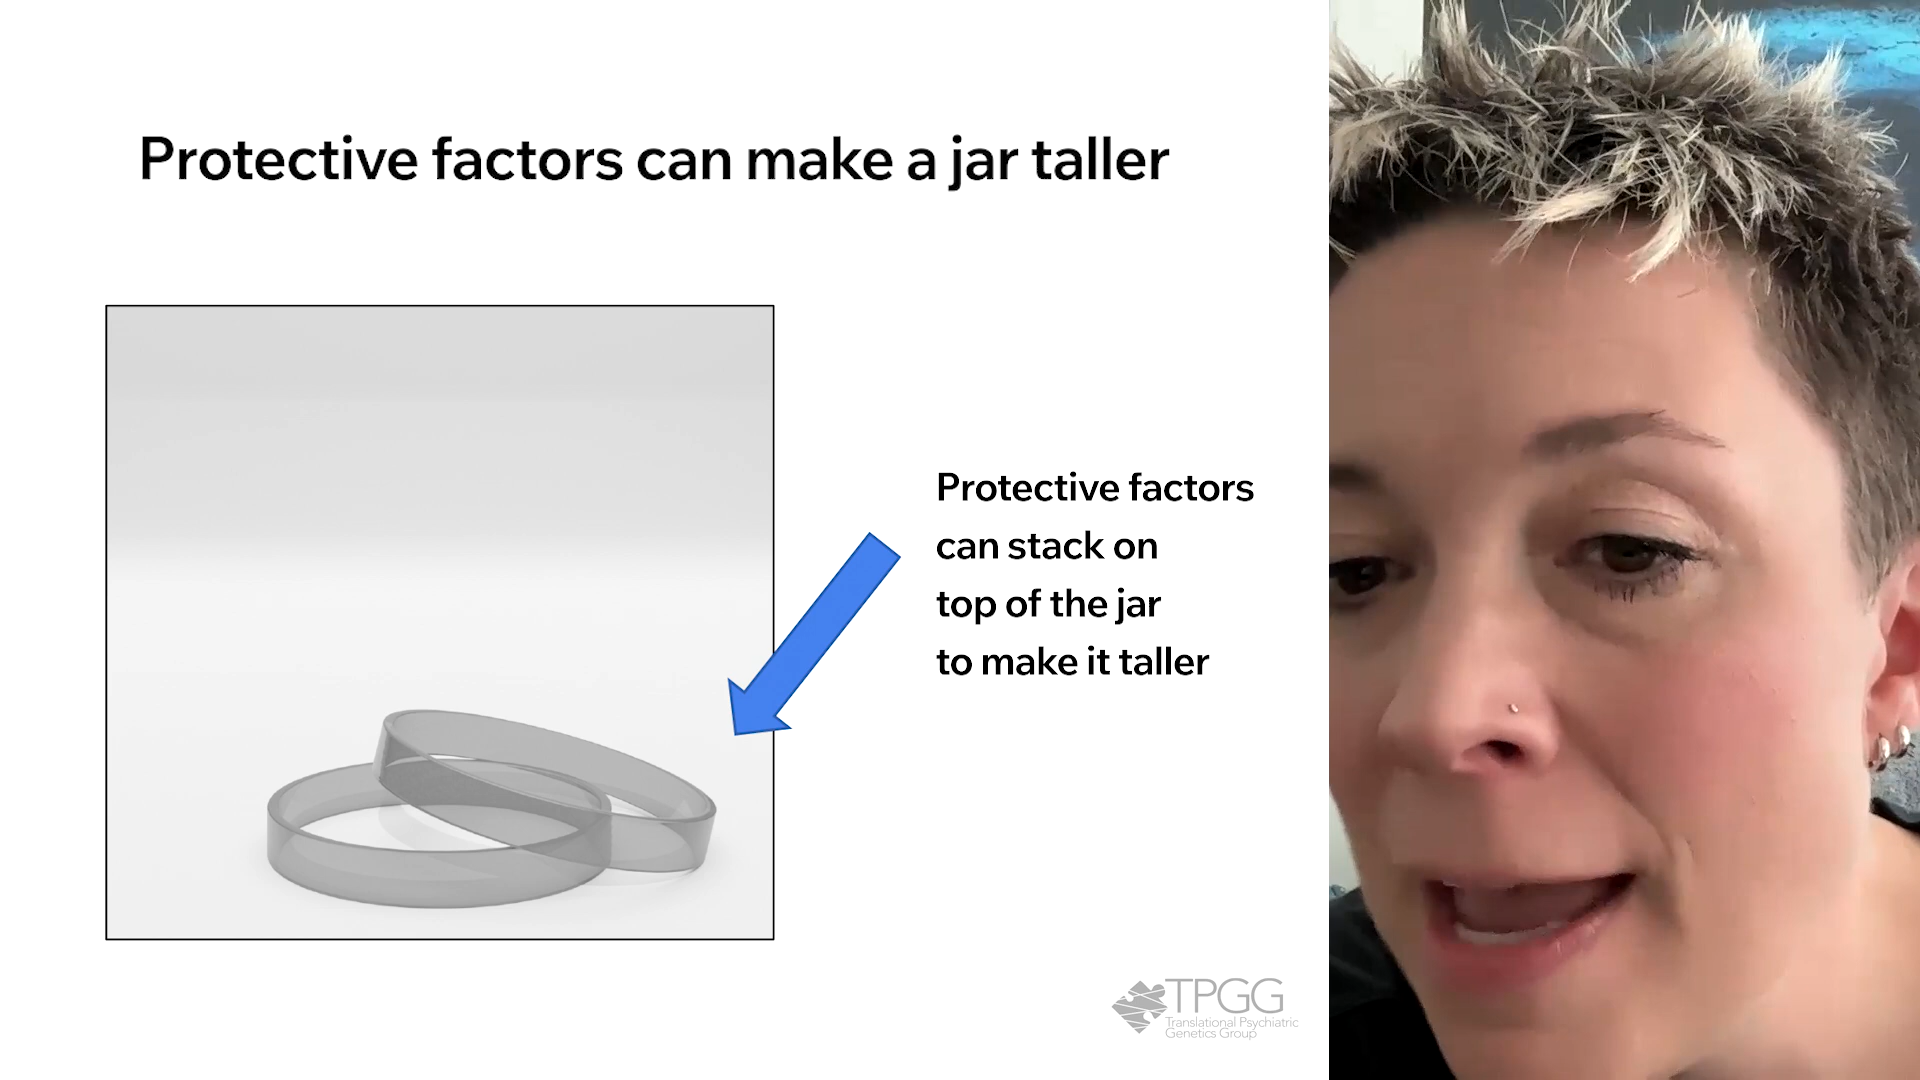 Protective factors can make a jar taller
Protective factors
can stack on
top of the jar
to make it taller
TPGG
Translational Psychiatric
Genetics Group